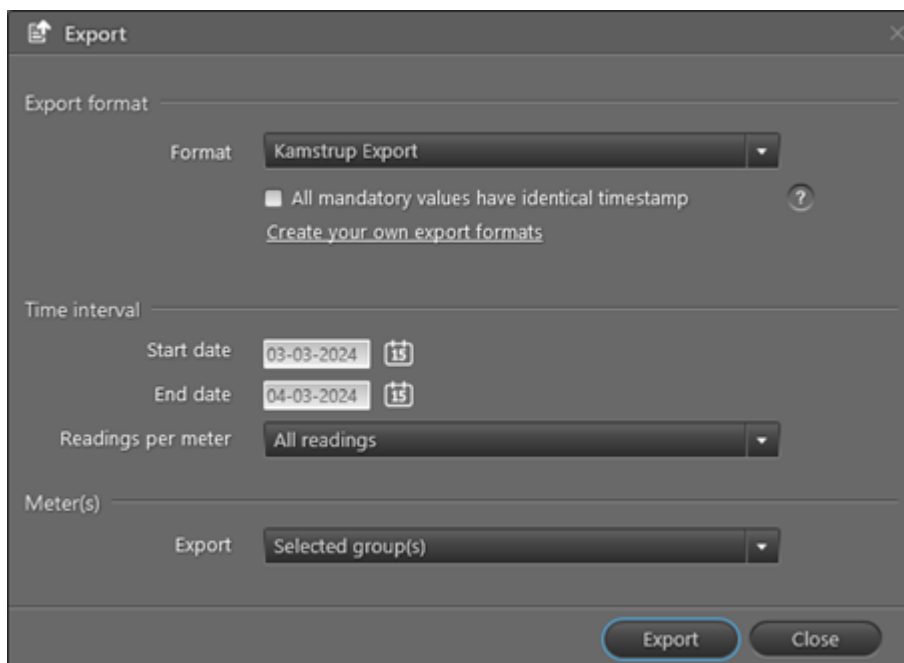 Export
Export format
Format Kamstrup Export
All mandatory values have identical timestamp ?
Create your own export formats
Time interval
Start date 03-03-2024 15
End date 04-03-2024 15
Readings per meter All readings
Meter(s)
Export Selected group(s)
Export Close